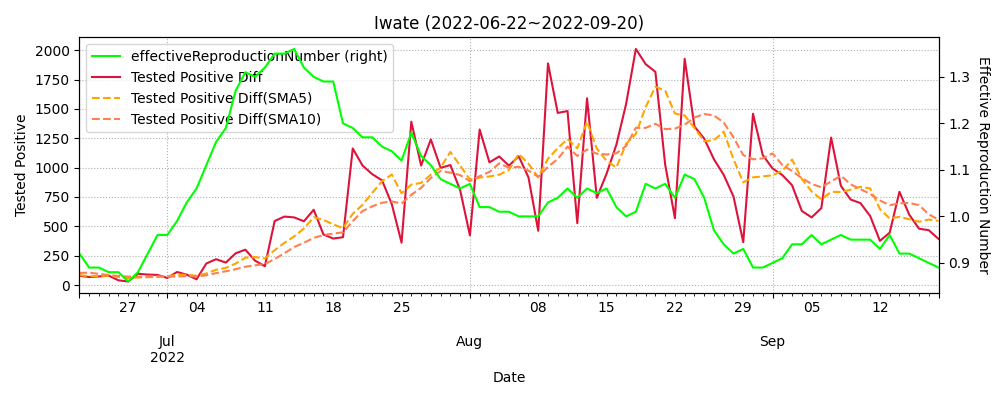 Iwate (2022-06-22~2022-09-20)
effectiveReproductionNumber (right)
Tested Positive Diff
Tested Positive Diff(SMA5)
Tested Positive Diff(SMA10)
Tested Positive
2000
1750
1500
1250
1000
750
500
250
0
Effective Reproduction Number
1.3
1.2
1.1
1.0
0.9
27 04 11 18 25 08 15 22 29 05 12
Jul Aug Sep
2022
Date